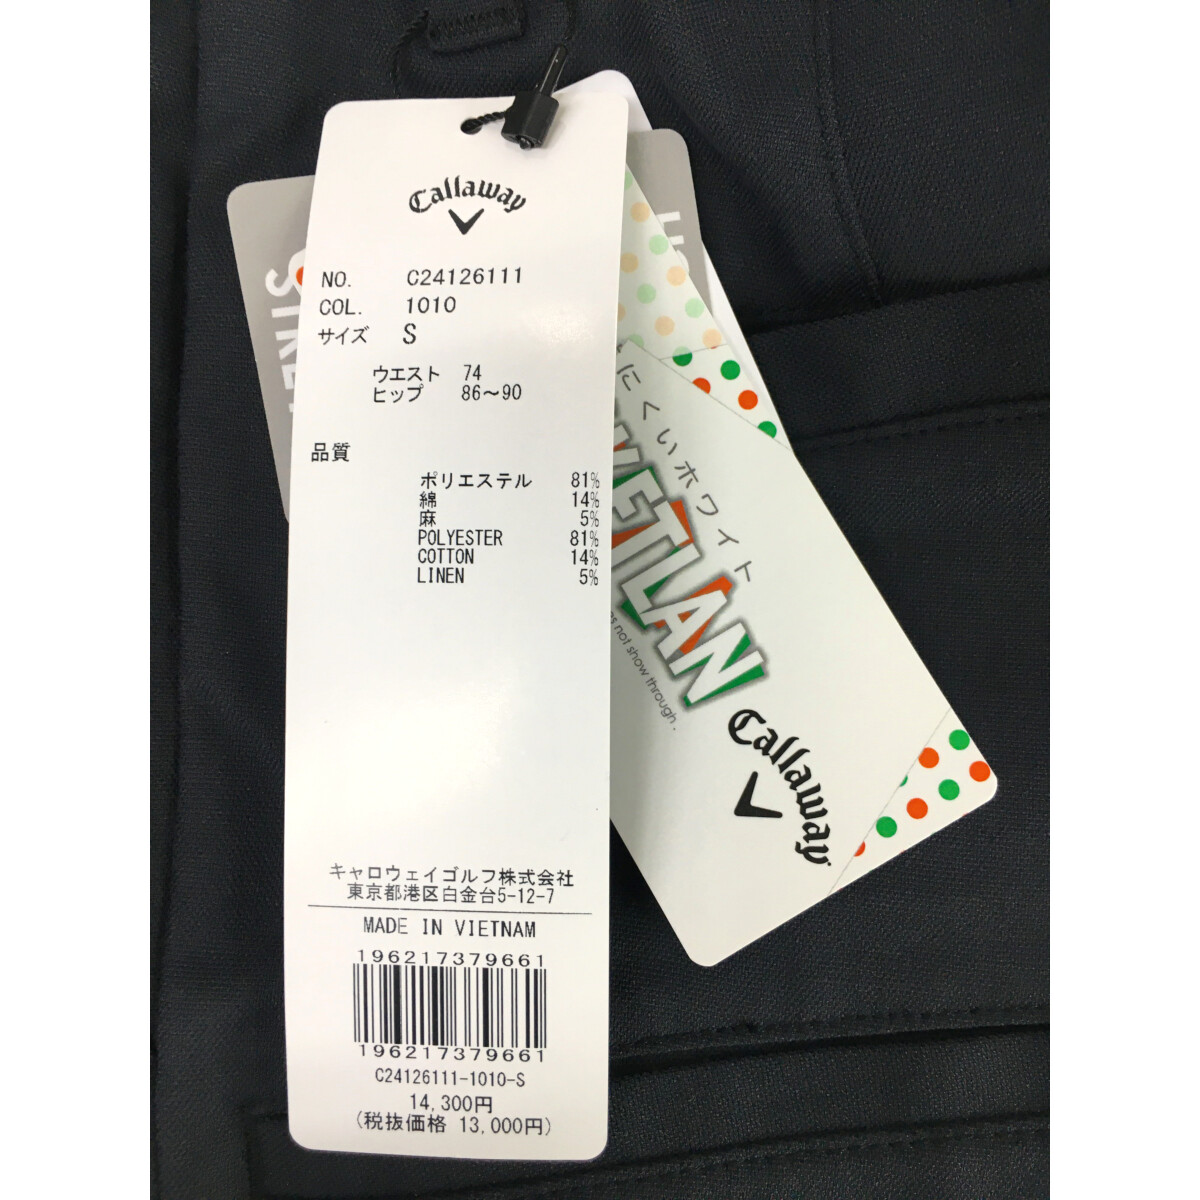 Callaway
NO. C24126111
COL. 1010
サイズ S
ウエスト 74
ヒップ 86〜90
品質
ポリエステル 81%
綿 14%
麻 5%
POLYESTER 81%
COTTON 14%
LINEN 5%
キャロウェイゴルフ株式会社
東京都港区白金台5-12-7
MADE IN VIETNAM
196217379661
196217379661
C24126111-1010-S
14,300円
(税抜価格 13,000円)
にくいホワイト
not show through.
Callaway